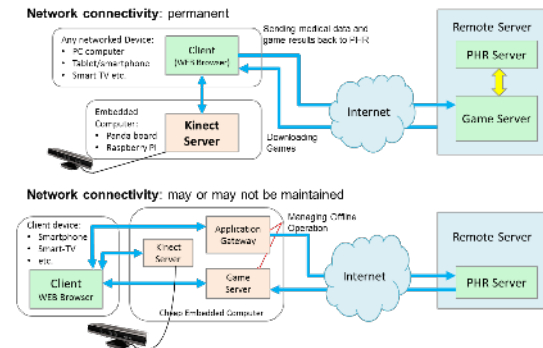 Network connectivity: permanent
Any networked Device:
• PC computer
• Tablet/smartphone
• Smart TV etc.
Client
(WEB Browser)
Sending medical data and
game results back to PHR
Remote Server
PHR Server
Game Server
Internet
Downloading
Games
Embedded
Computer:
• Panda board
• Raspberry PI
Kinect
Server
Network connectivity: may or may not be maintained
Client device:
• Smartphone
• Smart-TV
• etc.
Client
(WEB Browser)
Kinect
Server
Application
Gateway
Game
Server
Cheap Embedded Computer
Managing Offline
Operation
Internet
Remote Server
PHR Server